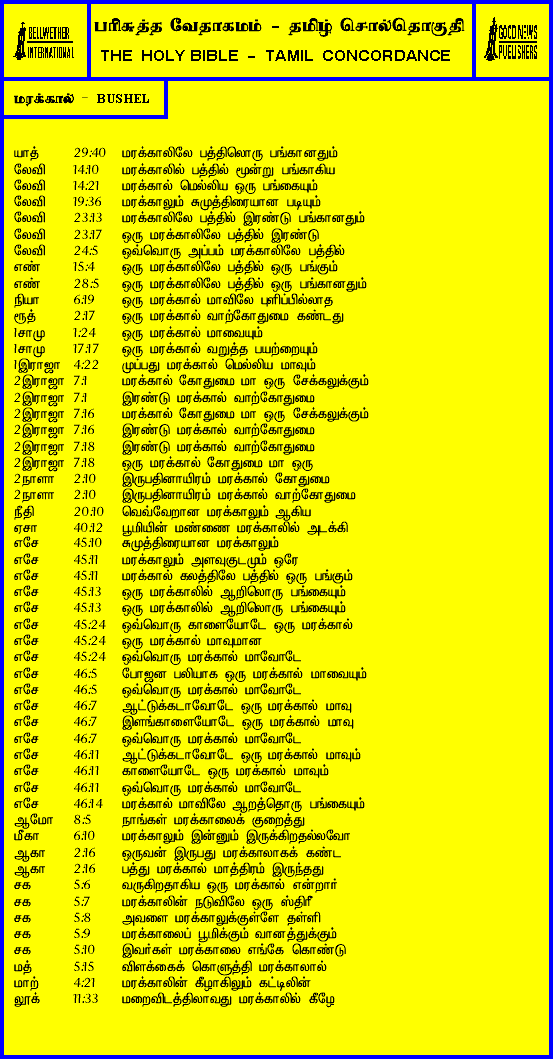 BELLWETHER
INTERNATIONAL
பரிசுத்த வேதாகமம் - தமிழ் சொல்தொகுதி
THE HOLY BIBLE - TAMIL CONCORDANCE
GOOD NEWS
PUBLISHERS
மரக்கால் - BUSHEL
யாத் 29:40 மரக்காலிலே பத்திலொரு பங்கானதும்
லேவி 14:10 மரக்காலில் பத்தில் மூன்று பங்காகிய
லேவி 14:21 மரக்கால் மெல்லிய ஒரு பங்கையும்
லேவி 19:36 மரக்காலும் சுமுத்திரையான படியும்
லேவி 23:13 மரக்காலிலே பத்தில் இரண்டு பங்கானதும்
லேவி 23:17 ஒரு மரக்காலிலே பத்தில் இரண்டு
லேவி 24:5 ஒவ்வொரு அப்பம் மரக்காலிலே பத்தில்
எண் 15:4 ஒரு மரக்காலிலே பத்தில் ஒரு பங்கும்
எண் 28:5 ஒரு மரக்காலிலே பத்தில் ஒரு பங்கானதும்
நியா 6:19 ஒரு மரக்கால் மாவிலே புளிப்பில்லாத
ரூத் 2:17 ஒரு மரக்கால் வாற்கோதுமை கண்டது
1சாமு 1:24 ஒரு மரக்கால் மாவையும்
1சாமு 17:17 ஒரு மரக்கால் வறுத்த பயற்றையும்
1இராஜா 4:22 முப்பது மரக்கால் மெல்லிய மாவும்
2இராஜா 7:1 மரக்கால் கோதுமை மா ஒரு சேக்கலுக்கும்
2இராஜா 7:1 இரண்டு மரக்கால் வாற்கோதுமை
2இராஜா 7:16 மரக்கால் கோதுமை மா ஒரு சேக்கலுக்கும்
2இராஜா 7:16 இரண்டு மரக்கால் வாற்கோதுமை
2இராஜா 7:18 இரண்டு மரக்கால் வாற்கோதுமை
2இராஜா 7:18 ஒரு மரக்கால் கோதுமை மா ஒரு
2நாளா 2:10 இருபதினாயிரம் மரக்கால் கோதுமை
2நாளா 2:10 இருபதினாயிரம் மரக்கால் வாற்கோதுமை
நீதி 20:10 வெவ்வேறான மரக்காலும் ஆகிய
ஏசா 40:12 பூமியின் மண்ணை மரக்காலில் அடக்கி
எசே 45:10 சுமுத்திரையான மரக்காலும்
எசே 45:11 மரக்காலும் அளவுகுடமும் ஒரே
எசே 45:11 மரக்கால் கலத்திலே பத்தில் ஒரு பங்கும்
எசே 45:13 ஒரு மரக்காலில் ஆறிலொரு பங்கையும்
எசே 45:13 ஒரு மரக்காலில் ஆறிலொரு பங்கையும்
எசே 45:24 ஒவ்வொரு காளையோடே ஒரு மரக்கால்
எசே 45:24 ஒரு மரக்கால் மாவுமான
எசே 45:24 ஒவ்வொரு மரக்கால் மாவோடே
எசே 46:5 போஜன பலியாக ஒரு மரக்கால் மாவையும்
எசே 46:5 ஒவ்வொரு மரக்கால் மாவோடே
எசே 46:7 ஆட்டுக்கடாவோடே ஒரு மரக்கால் மாவு
எசே 46:7 இளங்காளையோடே ஒரு மரக்கால் மாவு
எசே 46:7 ஒவ்வொரு மரக்கால் மாவோடே
எசே 46:11 ஆட்டுக்கடாவோடே ஒரு மரக்கால் மாவும்
எசே 46:11 காளையோடே ஒரு மரக்கால் மாவும்
எசே 46:11 ஒவ்வொரு மரக்கால் மாவோடே
எசே 46:14 மரக்கால் மாவிலே ஆறத்தொரு பங்கையும்
ஆமோ 8:5 நாங்கள் மரக்காலைக் குறைத்து
மீகா 6:10 மரக்காலும் இன்னும் இருக்கிறதல்லவோ
ஆகா 2:16 ஒருவன் இருபது மரக்காலாகக் கண்ட
ஆகா 2:16 பத்து மரக்கால் மாத்திரம் இருந்தது
சக 5:6 வருகிறதாகிய ஒரு மரக்கால் என்றார்
சக 5:7 மரக்காலின் நடுவிலே ஒரு ஸ்திரீ
சக 5:8 அவளை மரக்காலுக்குள்ளே தள்ளி
சக 5:9 மரக்காலைப் பூமிக்கும் வானத்துக்கும்
சக 5:10 இவர்கள் மரக்காலை எங்கே கொண்டு
மத் 5:15 விளக்கைக் கொளுத்தி மரக்காலால்
மாற் 4:21 மரக்காலின் கீழாகிலும் கட்டிலின்
லூக் 11:33 மறைவிடத்திலாவது மரக்காலில் கீழே